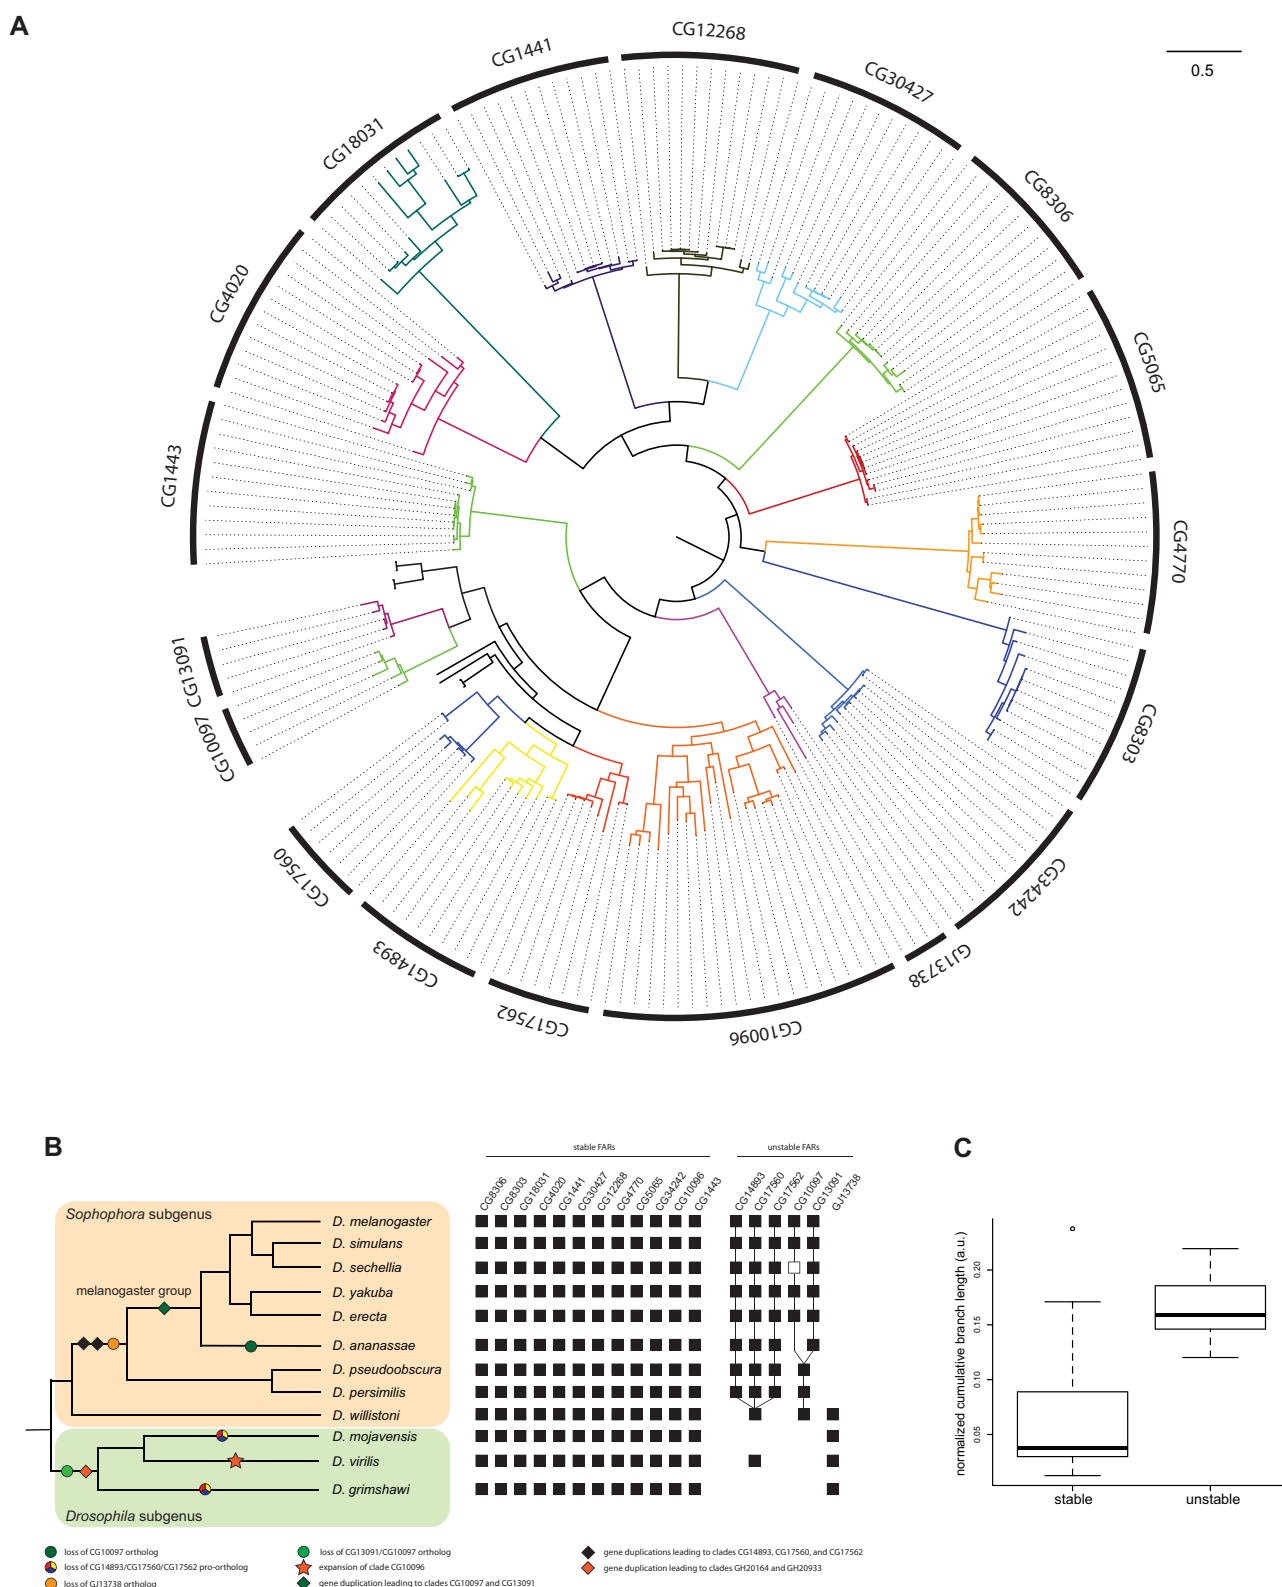 A
0.5
CG12268
CG1441
CG30427
CG18031
CG8306
CG4020
CG5065
CG1443
CG4770
CG13091
CG10097
CG8303
CG17560
CG34242
CG14893
GJ13738
CG17562
CG10096
B
stable FARs
unstable FARs
CG8306
CG8303
CG18031
CG4020
CG1441
CG30427
CG12268
CG4770
CG5065
CG34242
CG10096
CG1443
CG14893
CG17560
CG17562
CG10097
CG13091
GJ13738
Sophophora subgenus
melanogaster group
D. melanogaster
D. simulans
D. sechellia
D. yakuba
D. erecta
D. ananassae
D. pseudoobscura
D. persimilis
D. willistoni
D. mojavensis
D. virilis
D. grimshawi
Drosophila subgenus
loss of CG10097 ortholog
loss of CG14893/CG17560/CG17562 pro-ortholog
loss of GJ13738 ortholog
loss of CG13091/CG10097 ortholog
expansion of clade CG10096
gene duplication leading to clades CG10097 and CG13091
gene duplications leading to clades CG14893, CG17560, and CG17562
gene duplication leading to clades GH20164 and GH20933
C
normalized cumulative branch length (a.u.)
0.20
0.15
0.10
0.05
stable
unstable